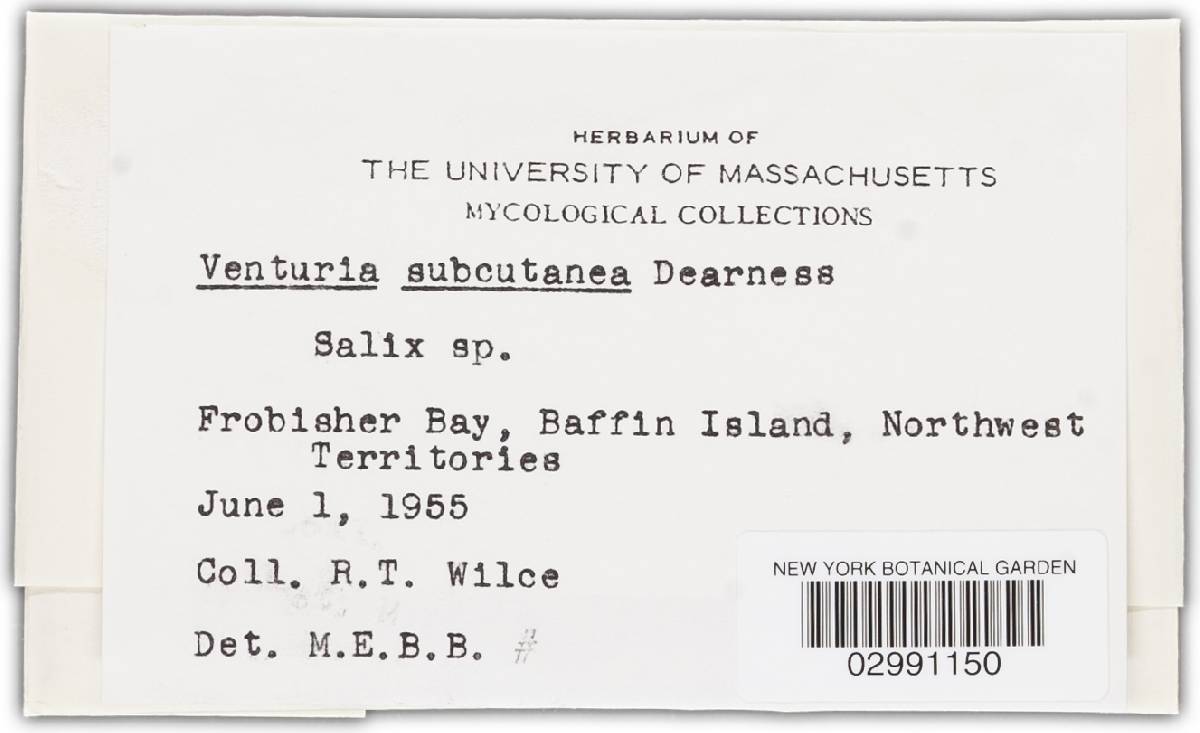 HERBARIUM OF
THE UNIVERSITY OF MASSACHUSETTS
MYCOLOGICAL COLLECTIONS
Venturia subcutanea Dearness
Salix sp.
Frobisher Bay, Baffin Island, Northwest
Territories
June 1, 1955
Coll. R.T. Wilce
Det. M.E.B.B. #
NEW YORK BOTANICAL GARDEN
02991150